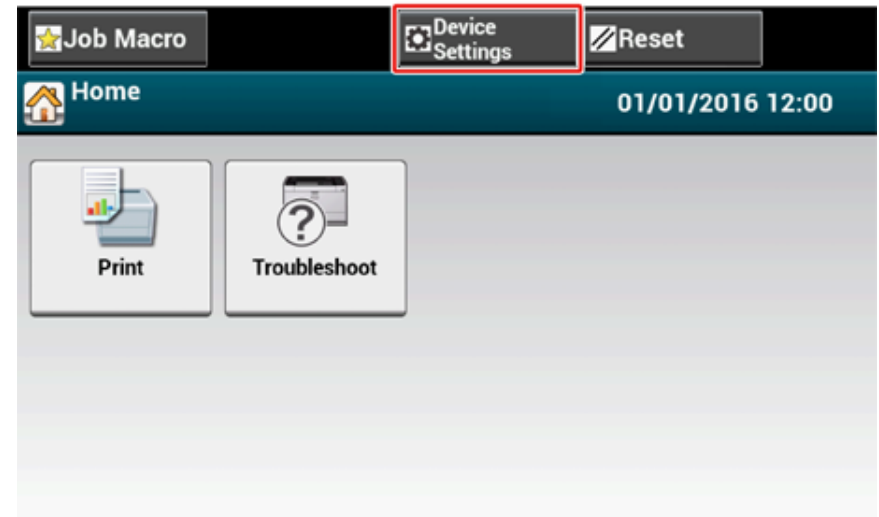 Job Macro
Device
Settings
Reset
Home
01/01/2016 12:00
Print
Troubleshoot